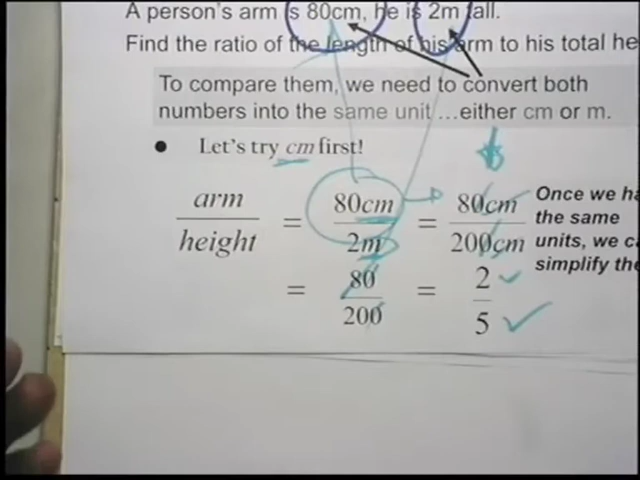 A person's arm is 80cm, he is 2m tall.
Find the ratio of the length of his arm to his total he
To compare them, we need to convert both
numbers into the same unit …either cm or m.
● Let's try cm first!
arm / height = 80cm / 2m = 80cm / 200cm
Once we ha
the same
units, we ca
simplify the
= 80 / 200 = 2 / 5